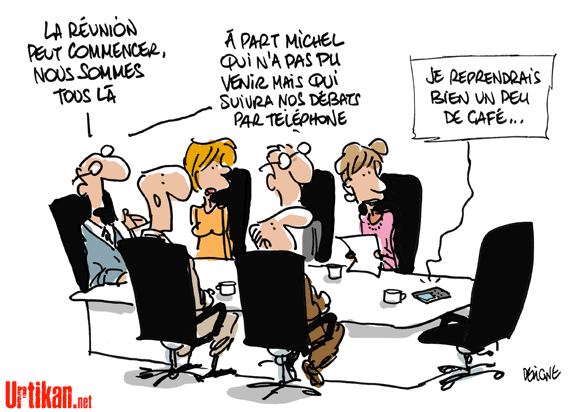 LA RÉUNION
PEUT COMMENCER,
NOUS SOMMES
TOUS LÀ
À PART MICHEL
QUI N'A PAS PU
VENIR MAIS QUI
SUIVRA NOS DÉBATS
PAR TÉLÉPHONE
JE REPRENDRAIS
BIEN UN PEU
DE CAFÉ...
DELIGNE
Urtikan.net